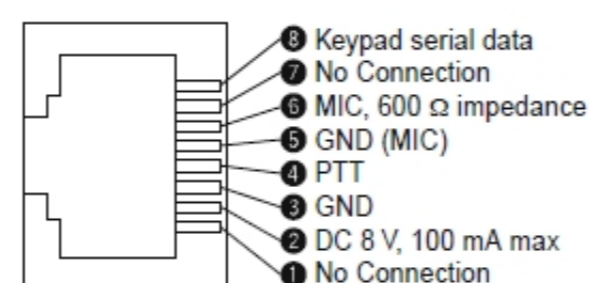 8 Keypad serial data
7 No Connection
6 MIC, 600 Ω impedance
5 GND (MIC)
4 PTT
3 GND
2 DC 8 V, 100 mA max
1 No Connection